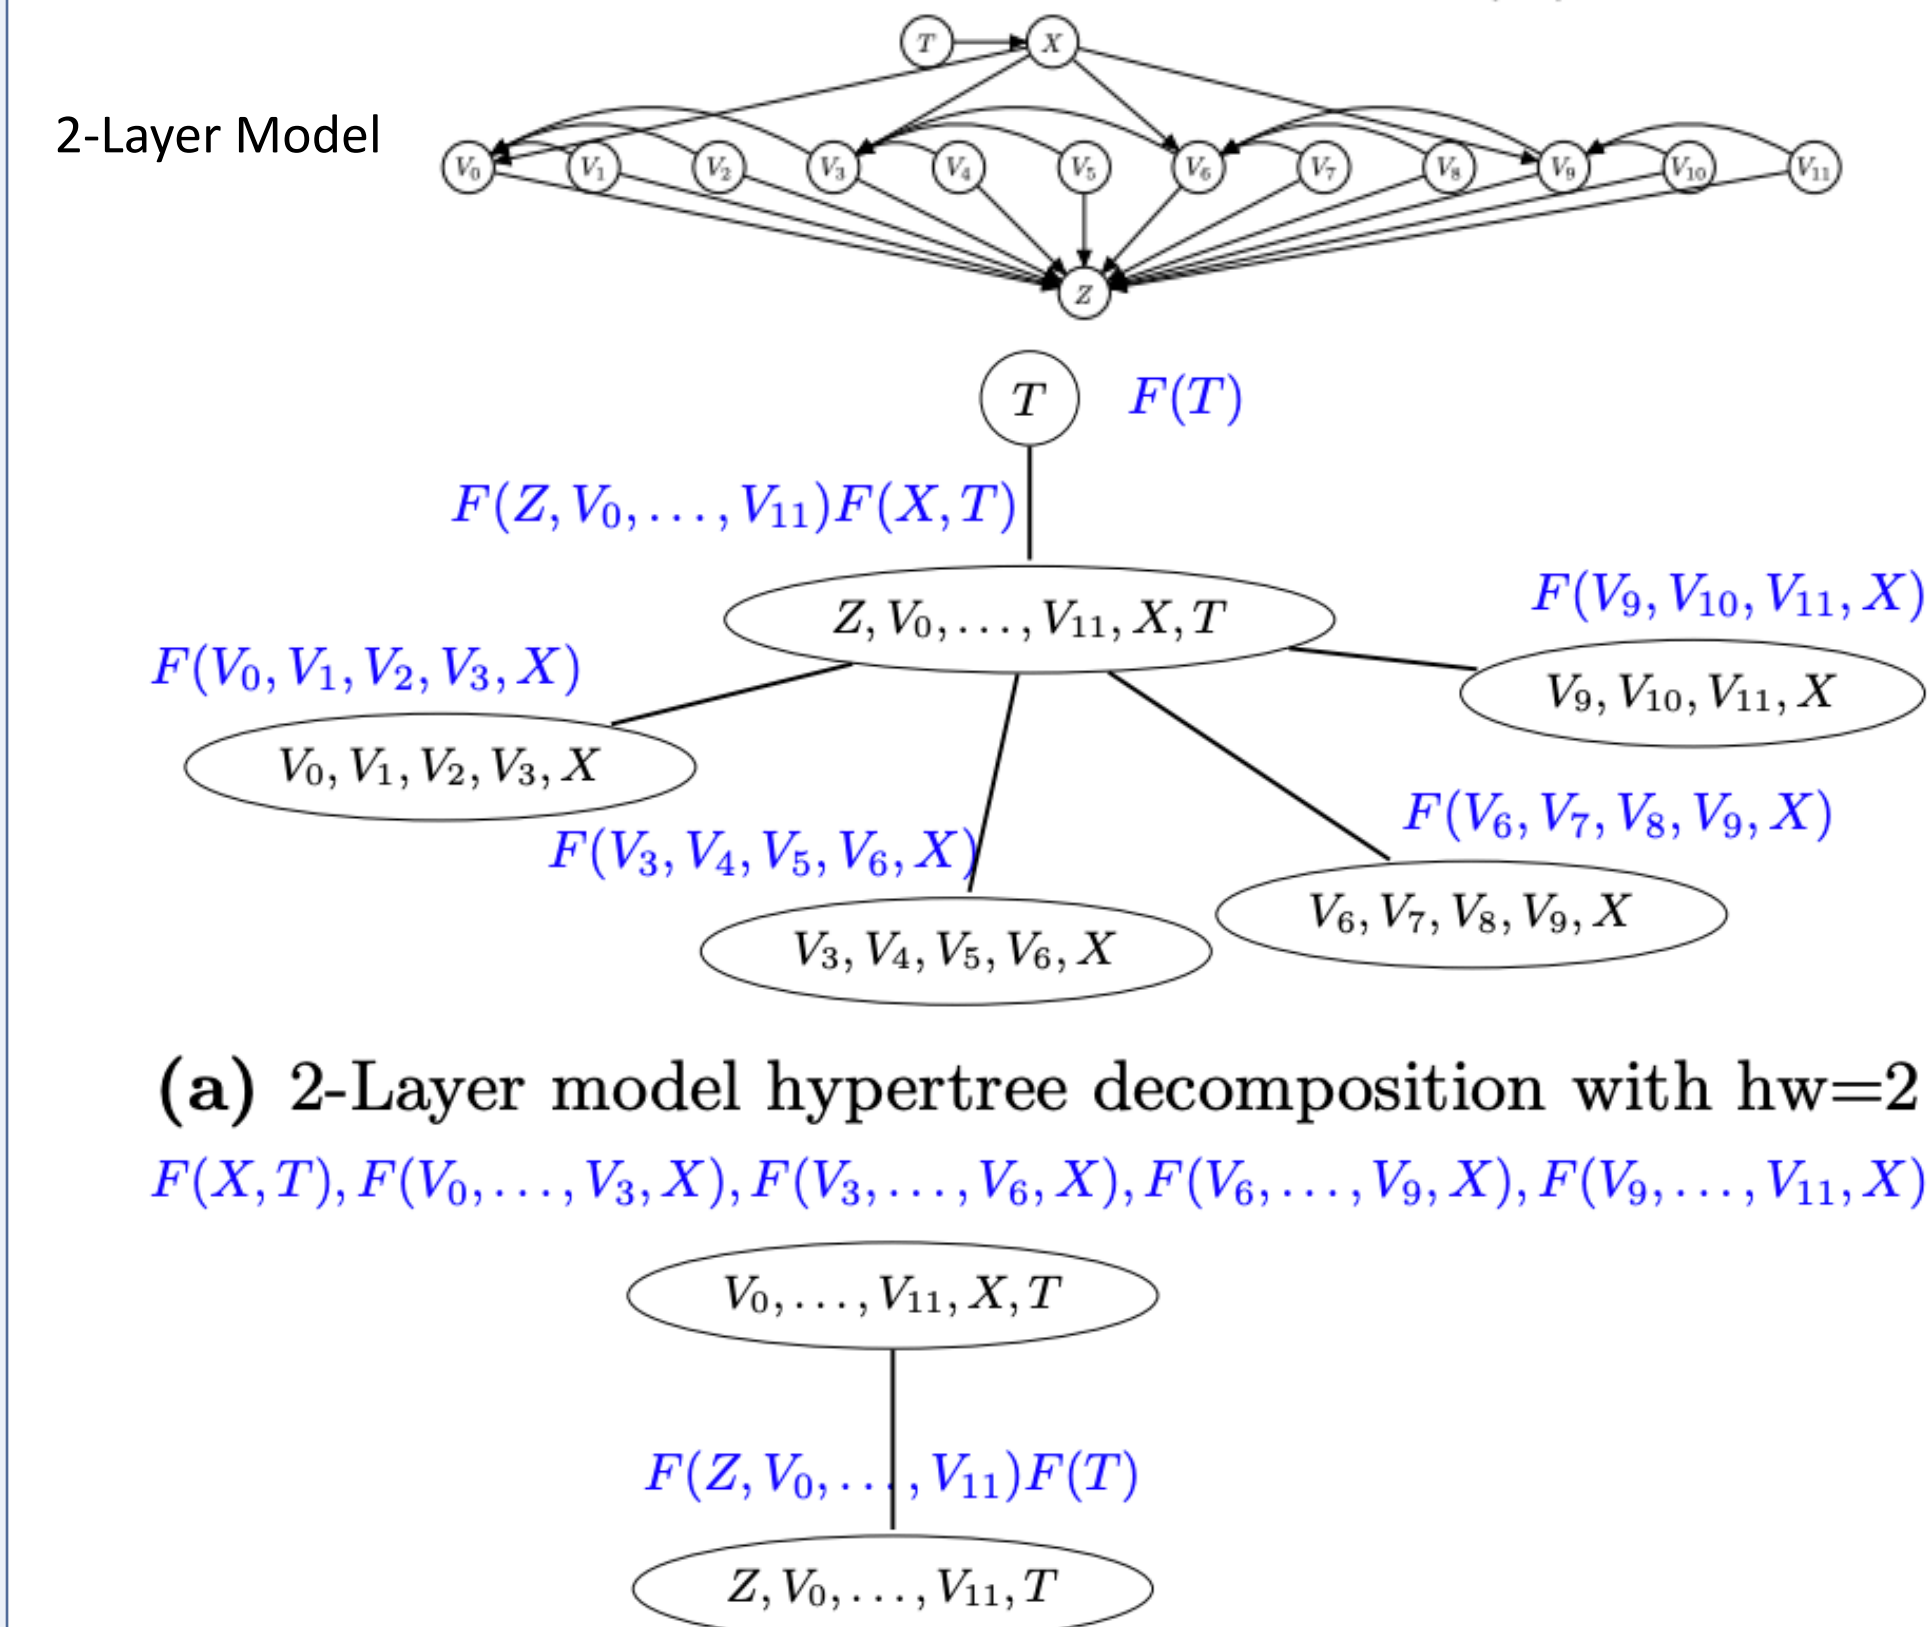 T X
2-Layer Model
V₀ V₁ V₂ V₃ V₄ V₅ V₆ V₇ V₈ V₉ V₁₀ V₁₁
Z
T F(T)
F(Z, V₀, . . . , V₁₁)F(X, T)
Z, V₀, . . . , V₁₁, X, T
F(V₉, V₁₀, V₁₁, X)
F(V₀, V₁, V₂, V₃, X)
V₉, V₁₀, V₁₁, X
V₀, V₁, V₂, V₃, X
F(V₆, V₇, V₈, V₉, X)
F(V₃, V₄, V₅, V₆, X)
V₆, V₇, V₈, V₉, X
V₃, V₄, V₅, V₆, X
(a) 2-Layer model hypertree decomposition with hw=2
F(X, T), F(V₀, . . . , V₃, X), F(V₃, . . . , V₆, X), F(V₆, . . . , V₉, X), F(V₉, . . . , V₁₁, X)
V₀, . . . , V₁₁, X, T
F(Z, V₀, . . . , V₁₁)F(T)
Z, V₀, . . . , V₁₁, T